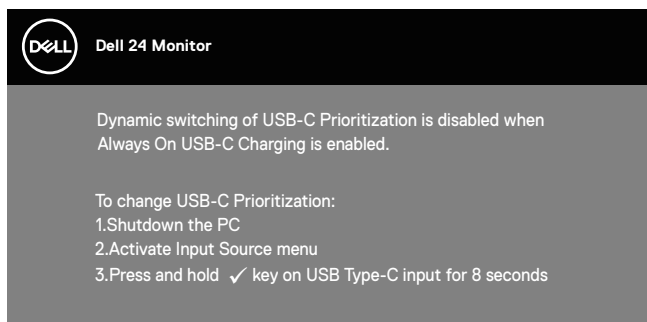 DELL
Dell 24 Monitor
Dynamic switching of USB-C Prioritization is disabled when
Always On USB-C Charging is enabled.
To change USB-C Prioritization:
1.Shutdown the PC
2.Activate Input Source menu
3.Press and hold ✓ key on USB Type-C input for 8 seconds